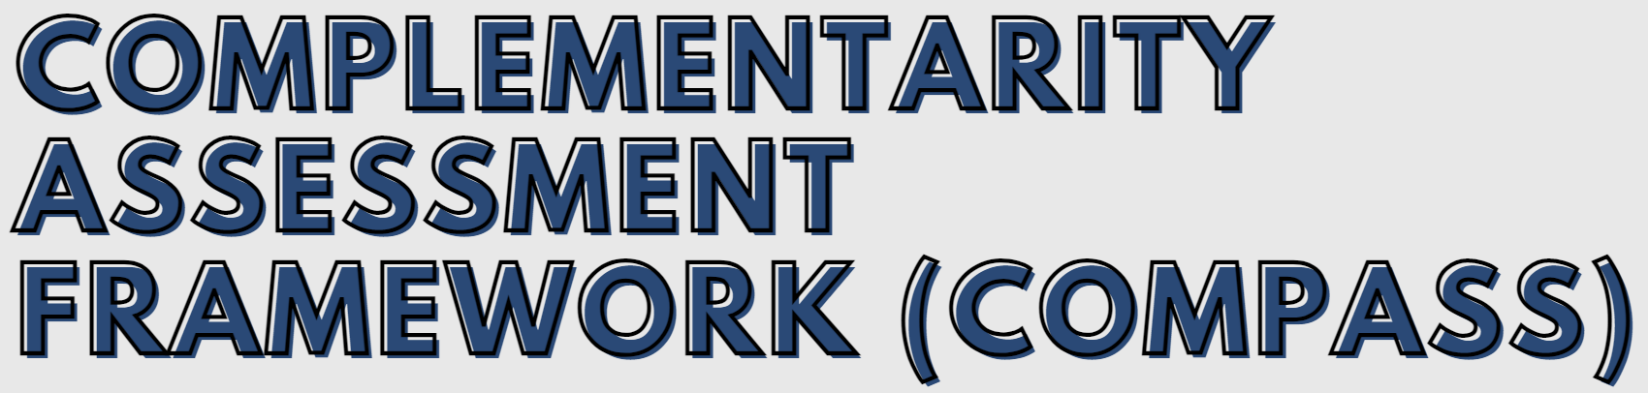 COMPLEMENTARITY
ASSESSMENT
FRAMEWORK (COMPASS)